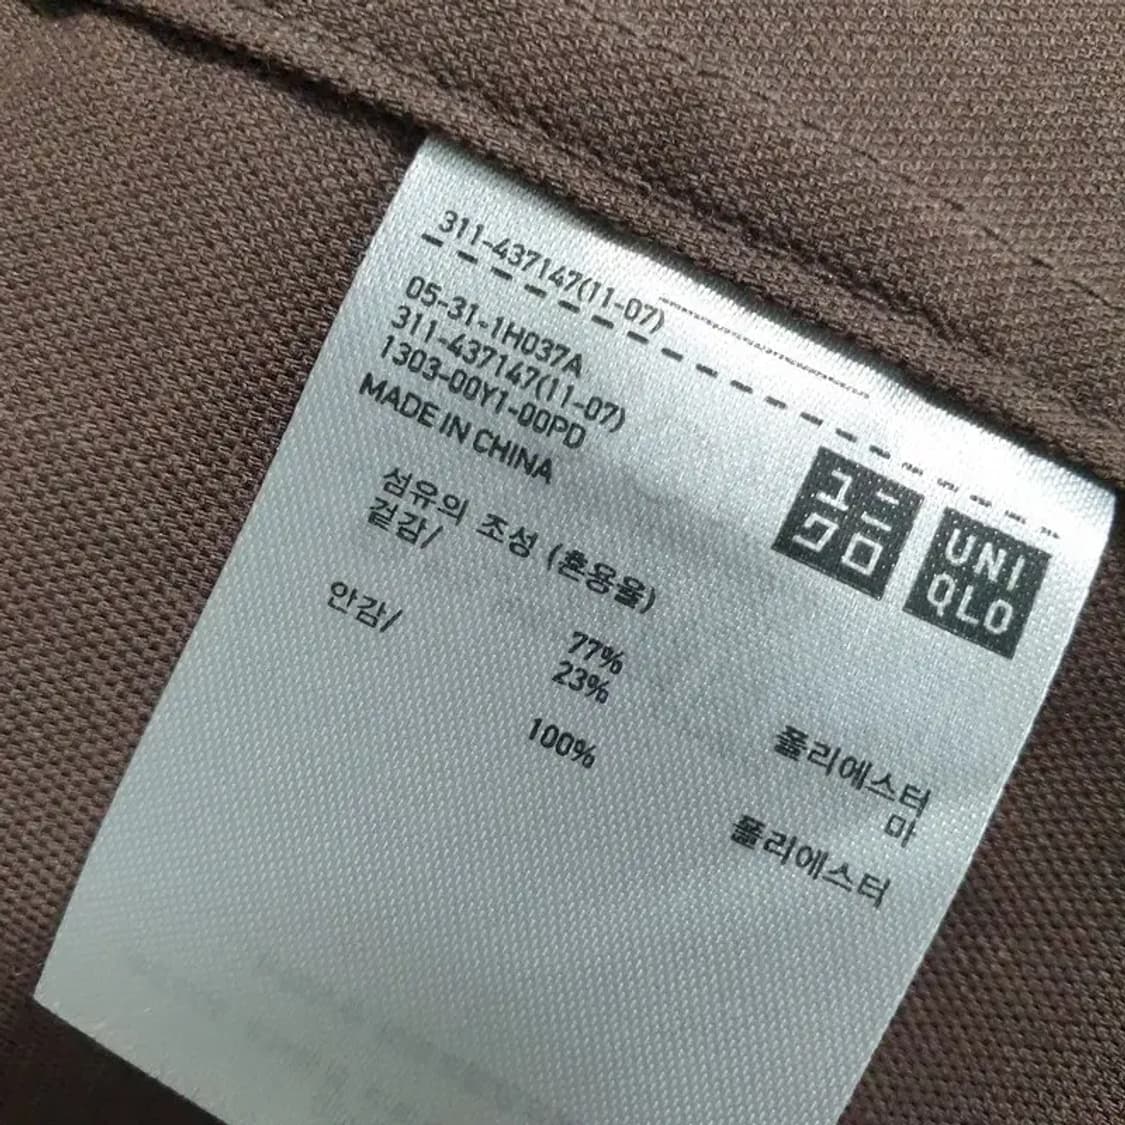 311-437147(11-07)
05-31-1H037A
311-437147(11-07)
1303-00Y1-00PD
MADE IN CHINA
ユニ
クロ
UNI
QLO
섬유의 조성 (혼용율)
겉감/
77% 폴리에스터
23% 마
안감/
100% 폴리에스터